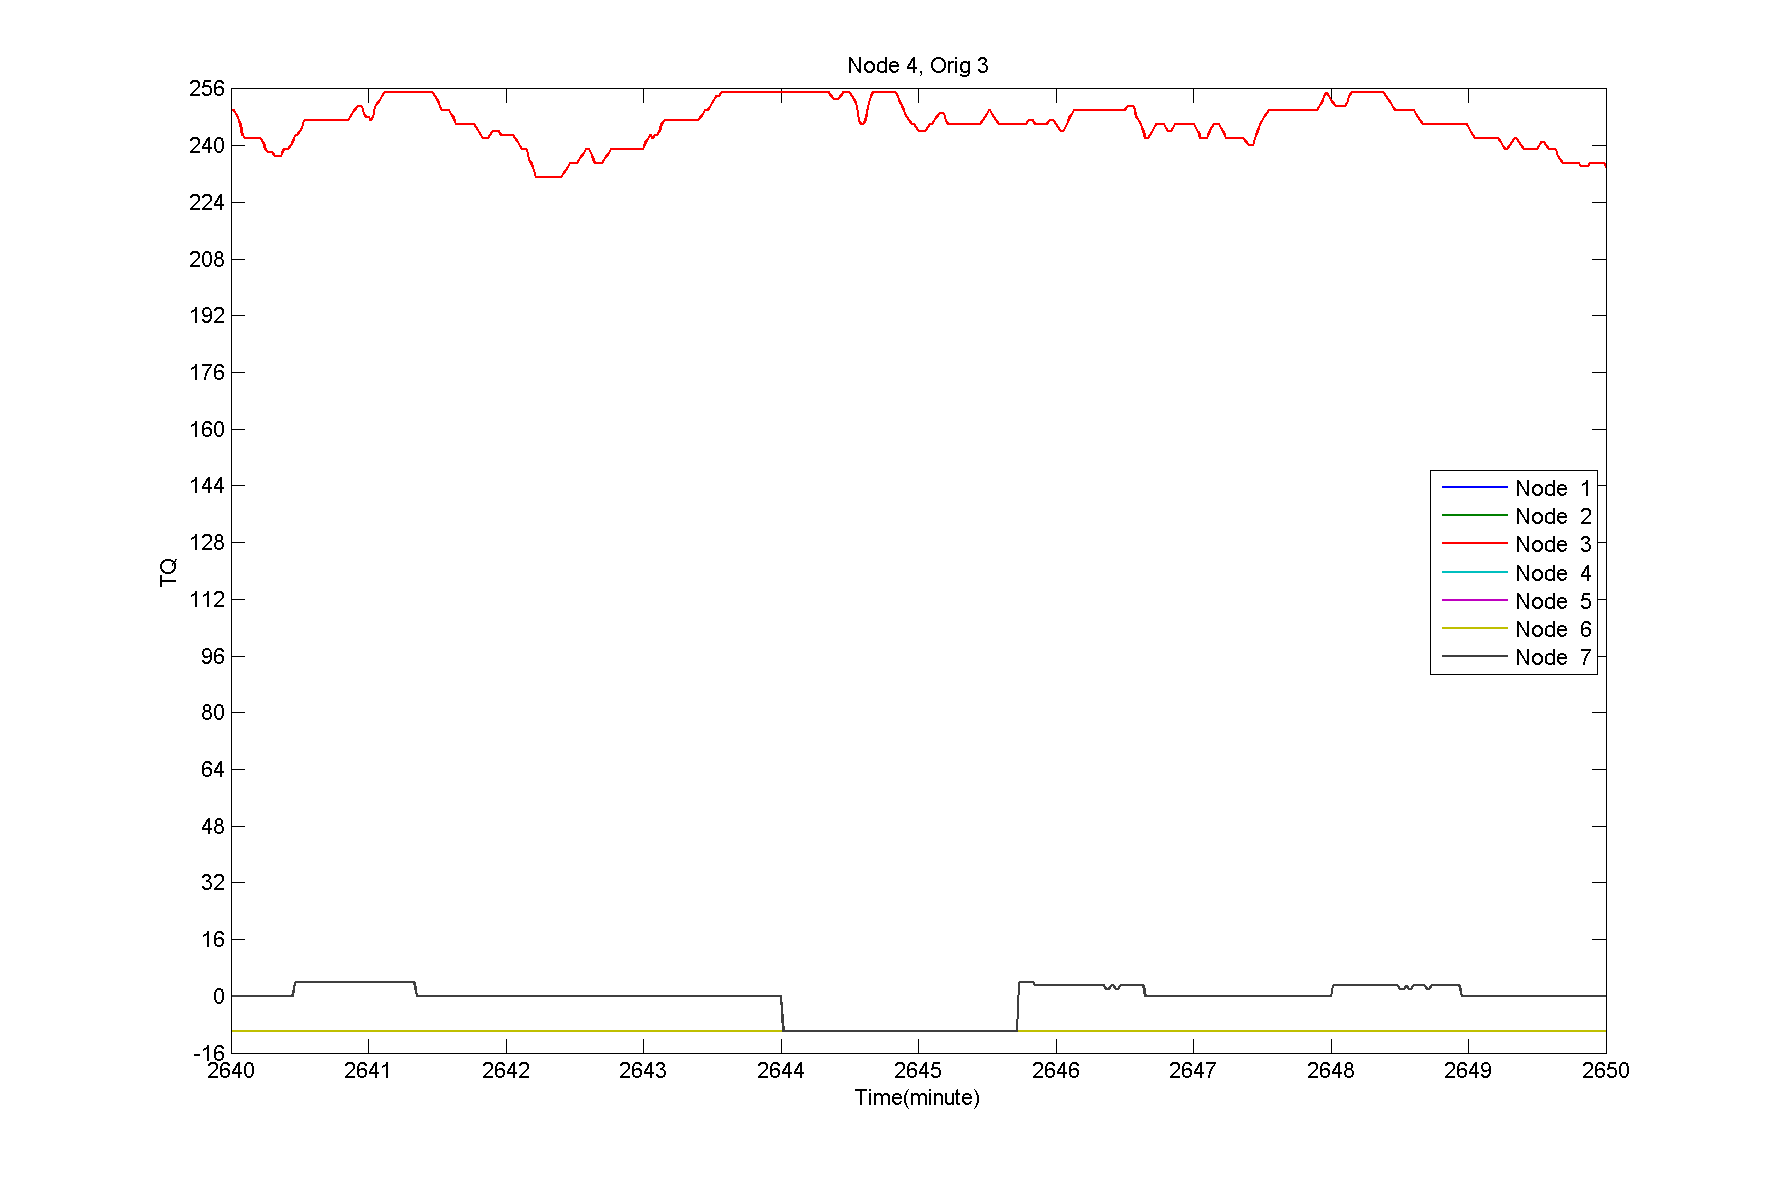 Node 4, Orig 3
256
240
224
208
192
176
160
144
128
112
96
80
64
48
32
16
0
-16
TQ
Node 1
Node 2
Node 3
Node 4
Node 5
Node 6
Node 7
2640 2641 2642 2643 2644 2645 2646 2647 2648 2649 2650
Time(minute)